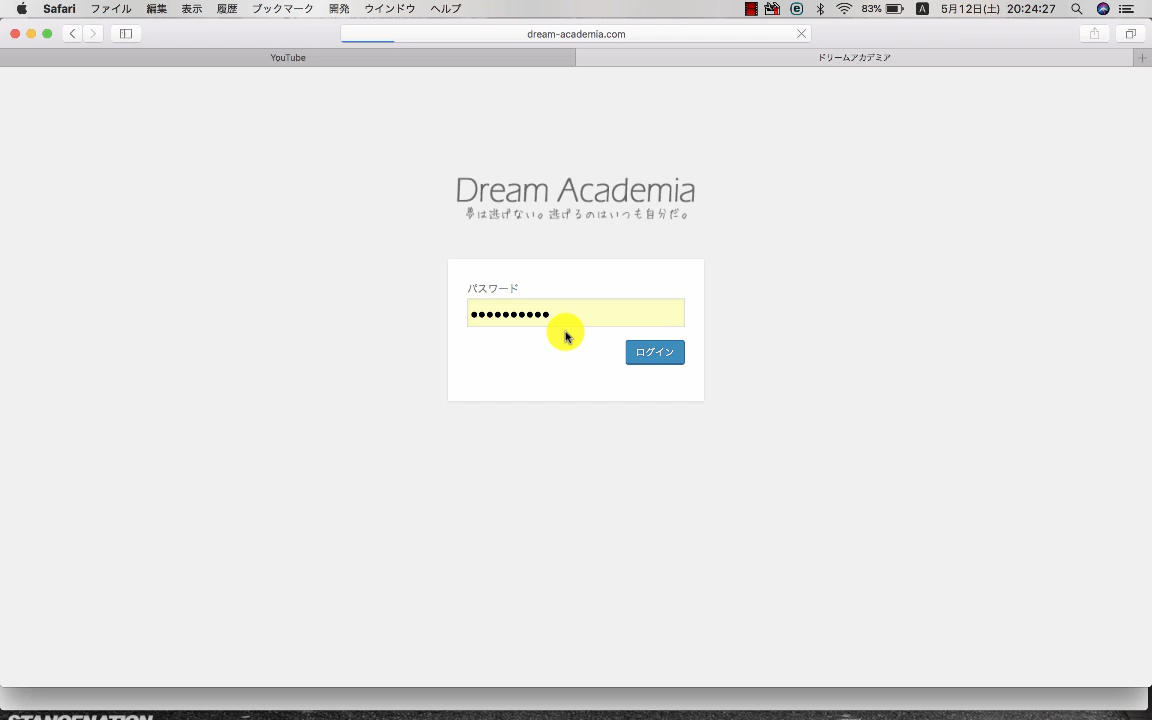 Safari ファイル 編集 表示 履歴 ブックマーク 開発 ウインドウ ヘルプ 83% A 5月12日(土) 20:24:27
dream-academia.com
YouTube ドリームアカデミア
Dream Academia
夢は逃げない。逃げるのはいつも自分だ。
パスワード
ログイン
STANCENATION